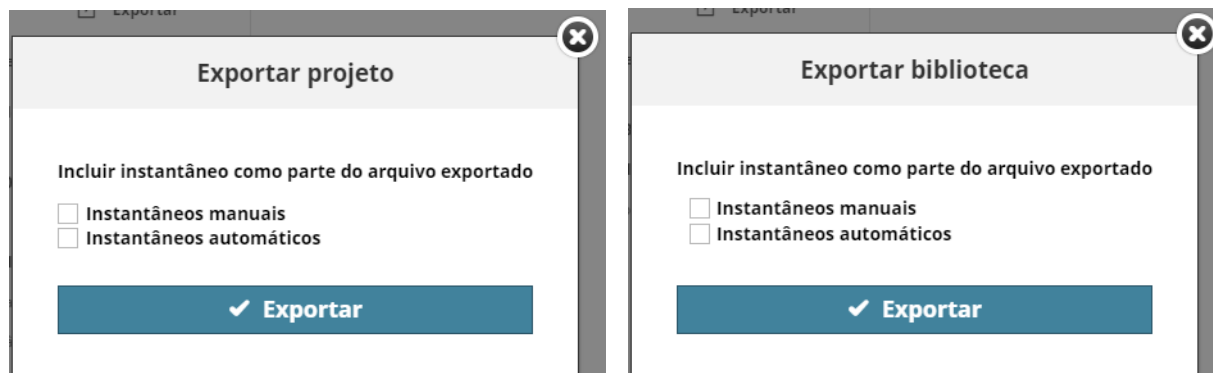 Exportar
Exportar projeto
Incluir instantâneo como parte do arquivo exportado
Instantâneos manuais
Instantâneos automáticos
Exportar
Exportar
Exportar biblioteca
Incluir instantâneo como parte do arquivo exportado
Instantâneos manuais
Instantâneos automáticos
Exportar